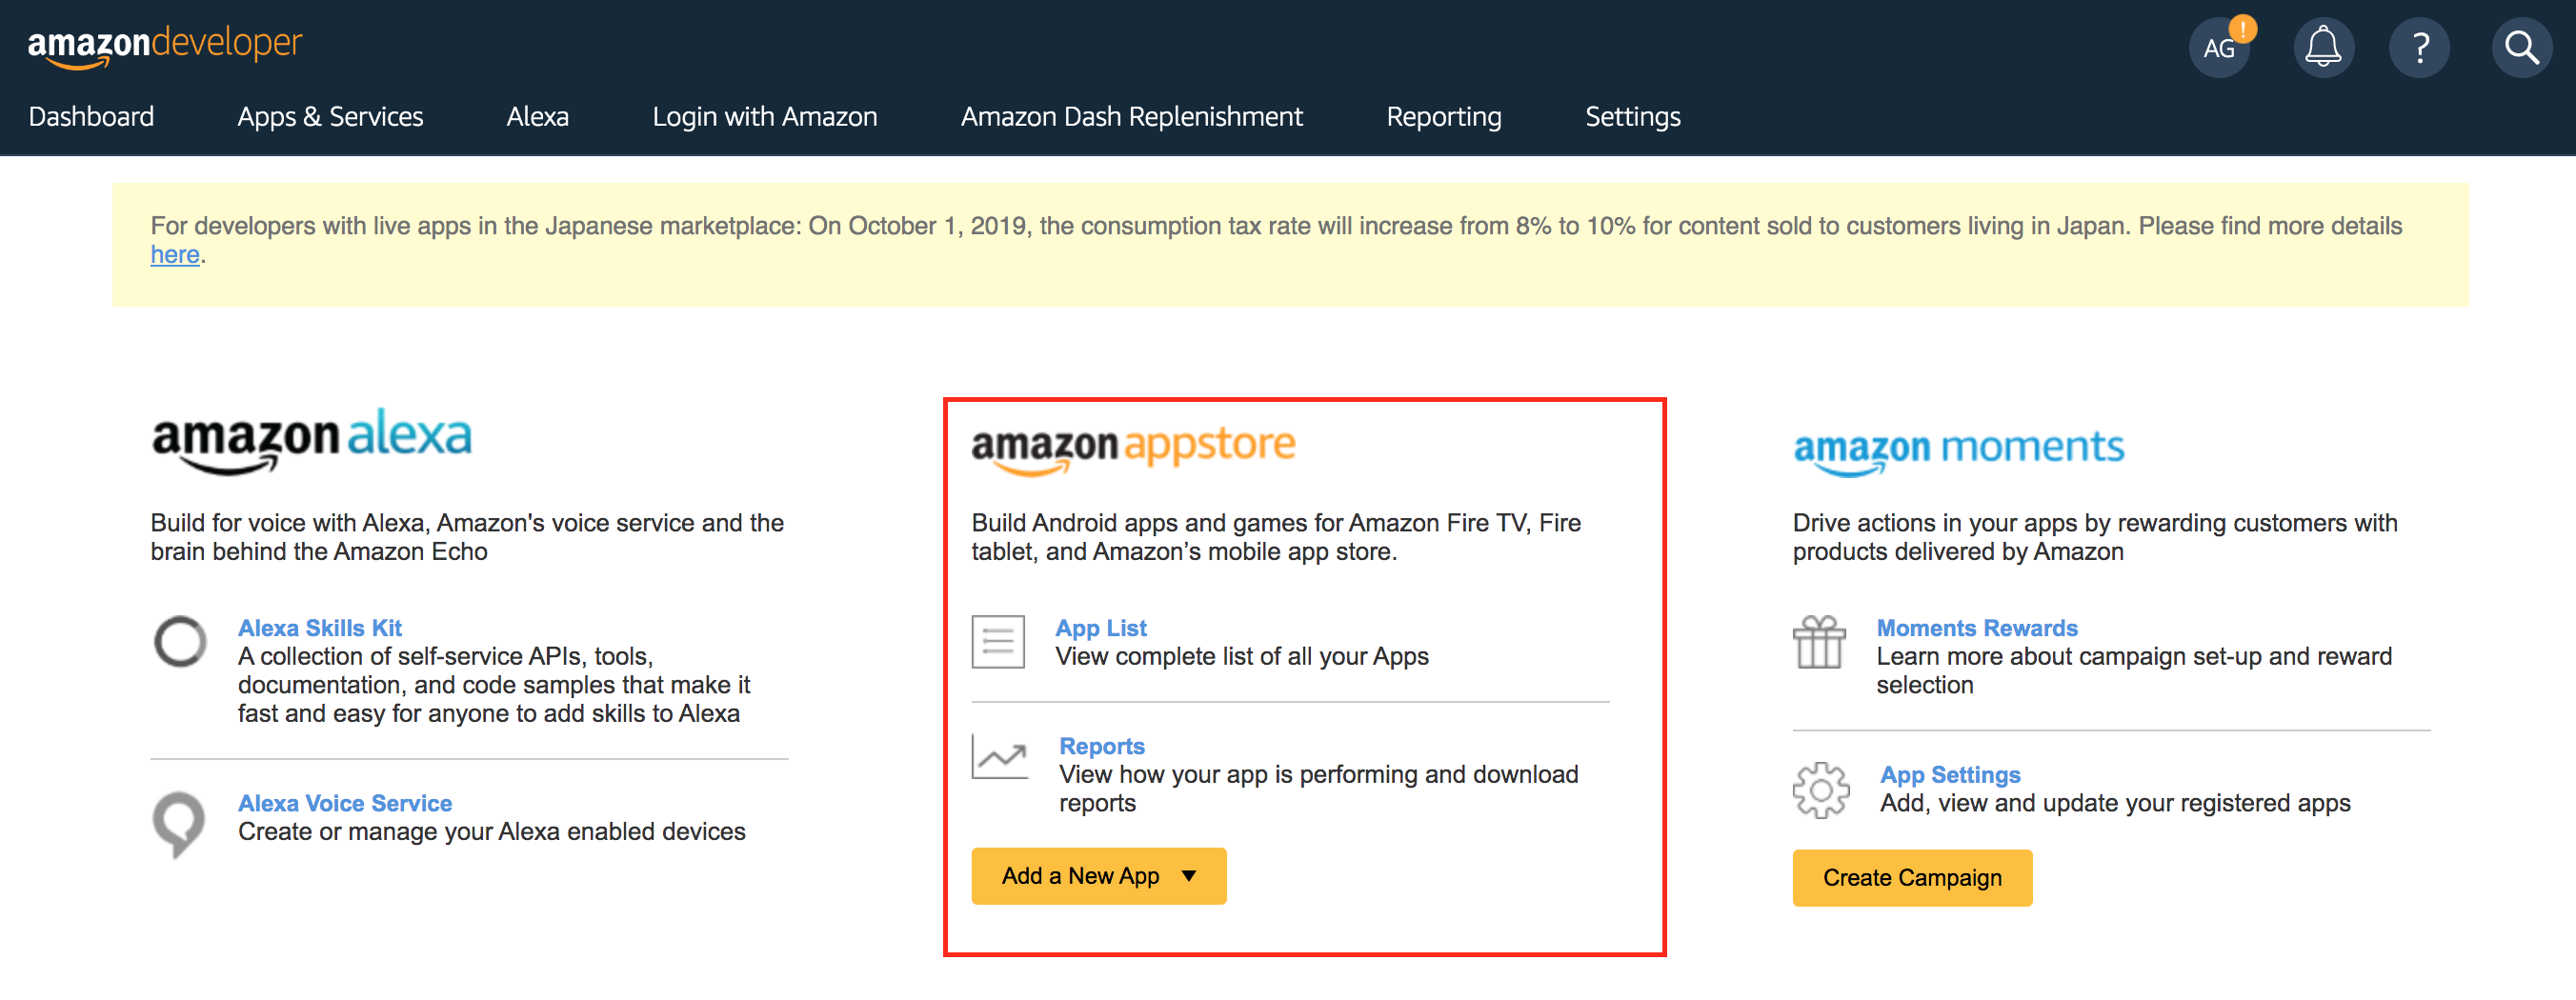 amazondeveloper
AG
!
?
Dashboard
Apps & Services
Alexa
Login with Amazon
Amazon Dash Replenishment
Reporting
Settings
For developers with live apps in the Japanese marketplace: On October 1, 2019, the consumption tax rate will increase from 8% to 10% for content sold to customers living in Japan. Please find more details
here.
amazon alexa
Build for voice with Alexa, Amazon's voice service and the
brain behind the Amazon Echo
Alexa Skills Kit
A collection of self-service APIs, tools,
documentation, and code samples that make it
fast and easy for anyone to add skills to Alexa
Alexa Voice Service
Create or manage your Alexa enabled devices
amazon appstore
Build Android apps and games for Amazon Fire TV, Fire
tablet, and Amazon’s mobile app store.
App List
View complete list of all your Apps
Reports
View how your app is performing and download
reports
Add a New App
amazon moments
Drive actions in your apps by rewarding customers with
products delivered by Amazon
Moments Rewards
Learn more about campaign set-up and reward
selection
App Settings
Add, view and update your registered apps
Create Campaign